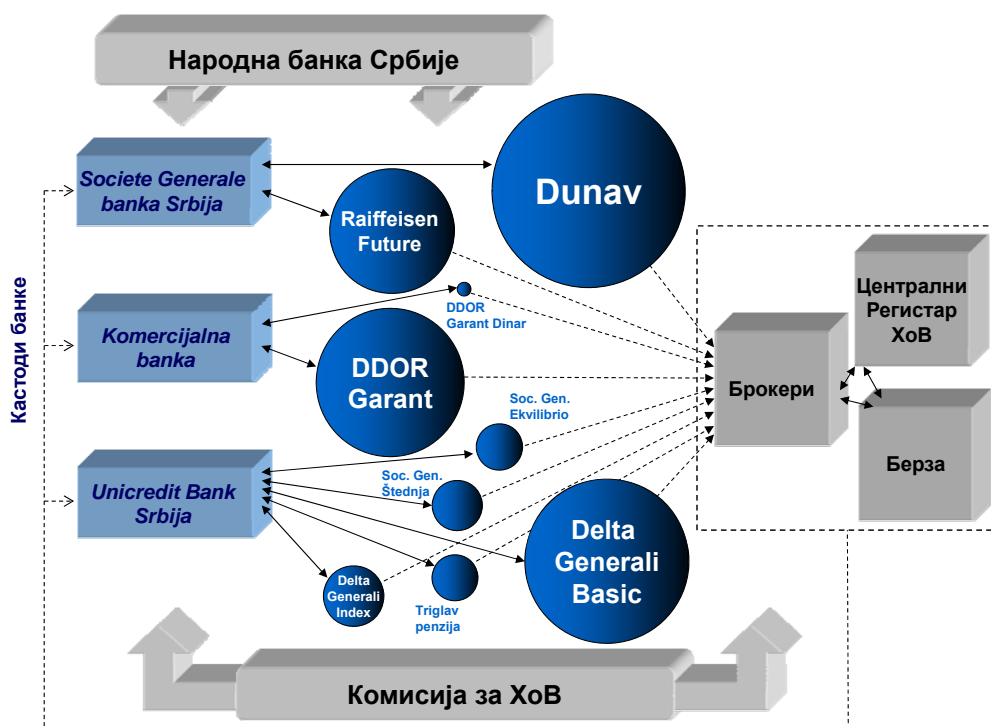 Народна банка Србије
Societe Generale
banka Srbija
Dunav
Raiffeisen
Future
DDOR
Garant Dinar
Централни
Регистар
ХоВ
Кастоди банке
Komercijalna
banka
DDOR
Garant
Брокери
Soc. Gen.
Ekvilibrio
Берза
Unicredit Bank
Srbija
Soc. Gen.
Štednja
Delta
Generali
Basic
Delta
Generali
Index
Triglav
penzija
Комисија за ХоВ